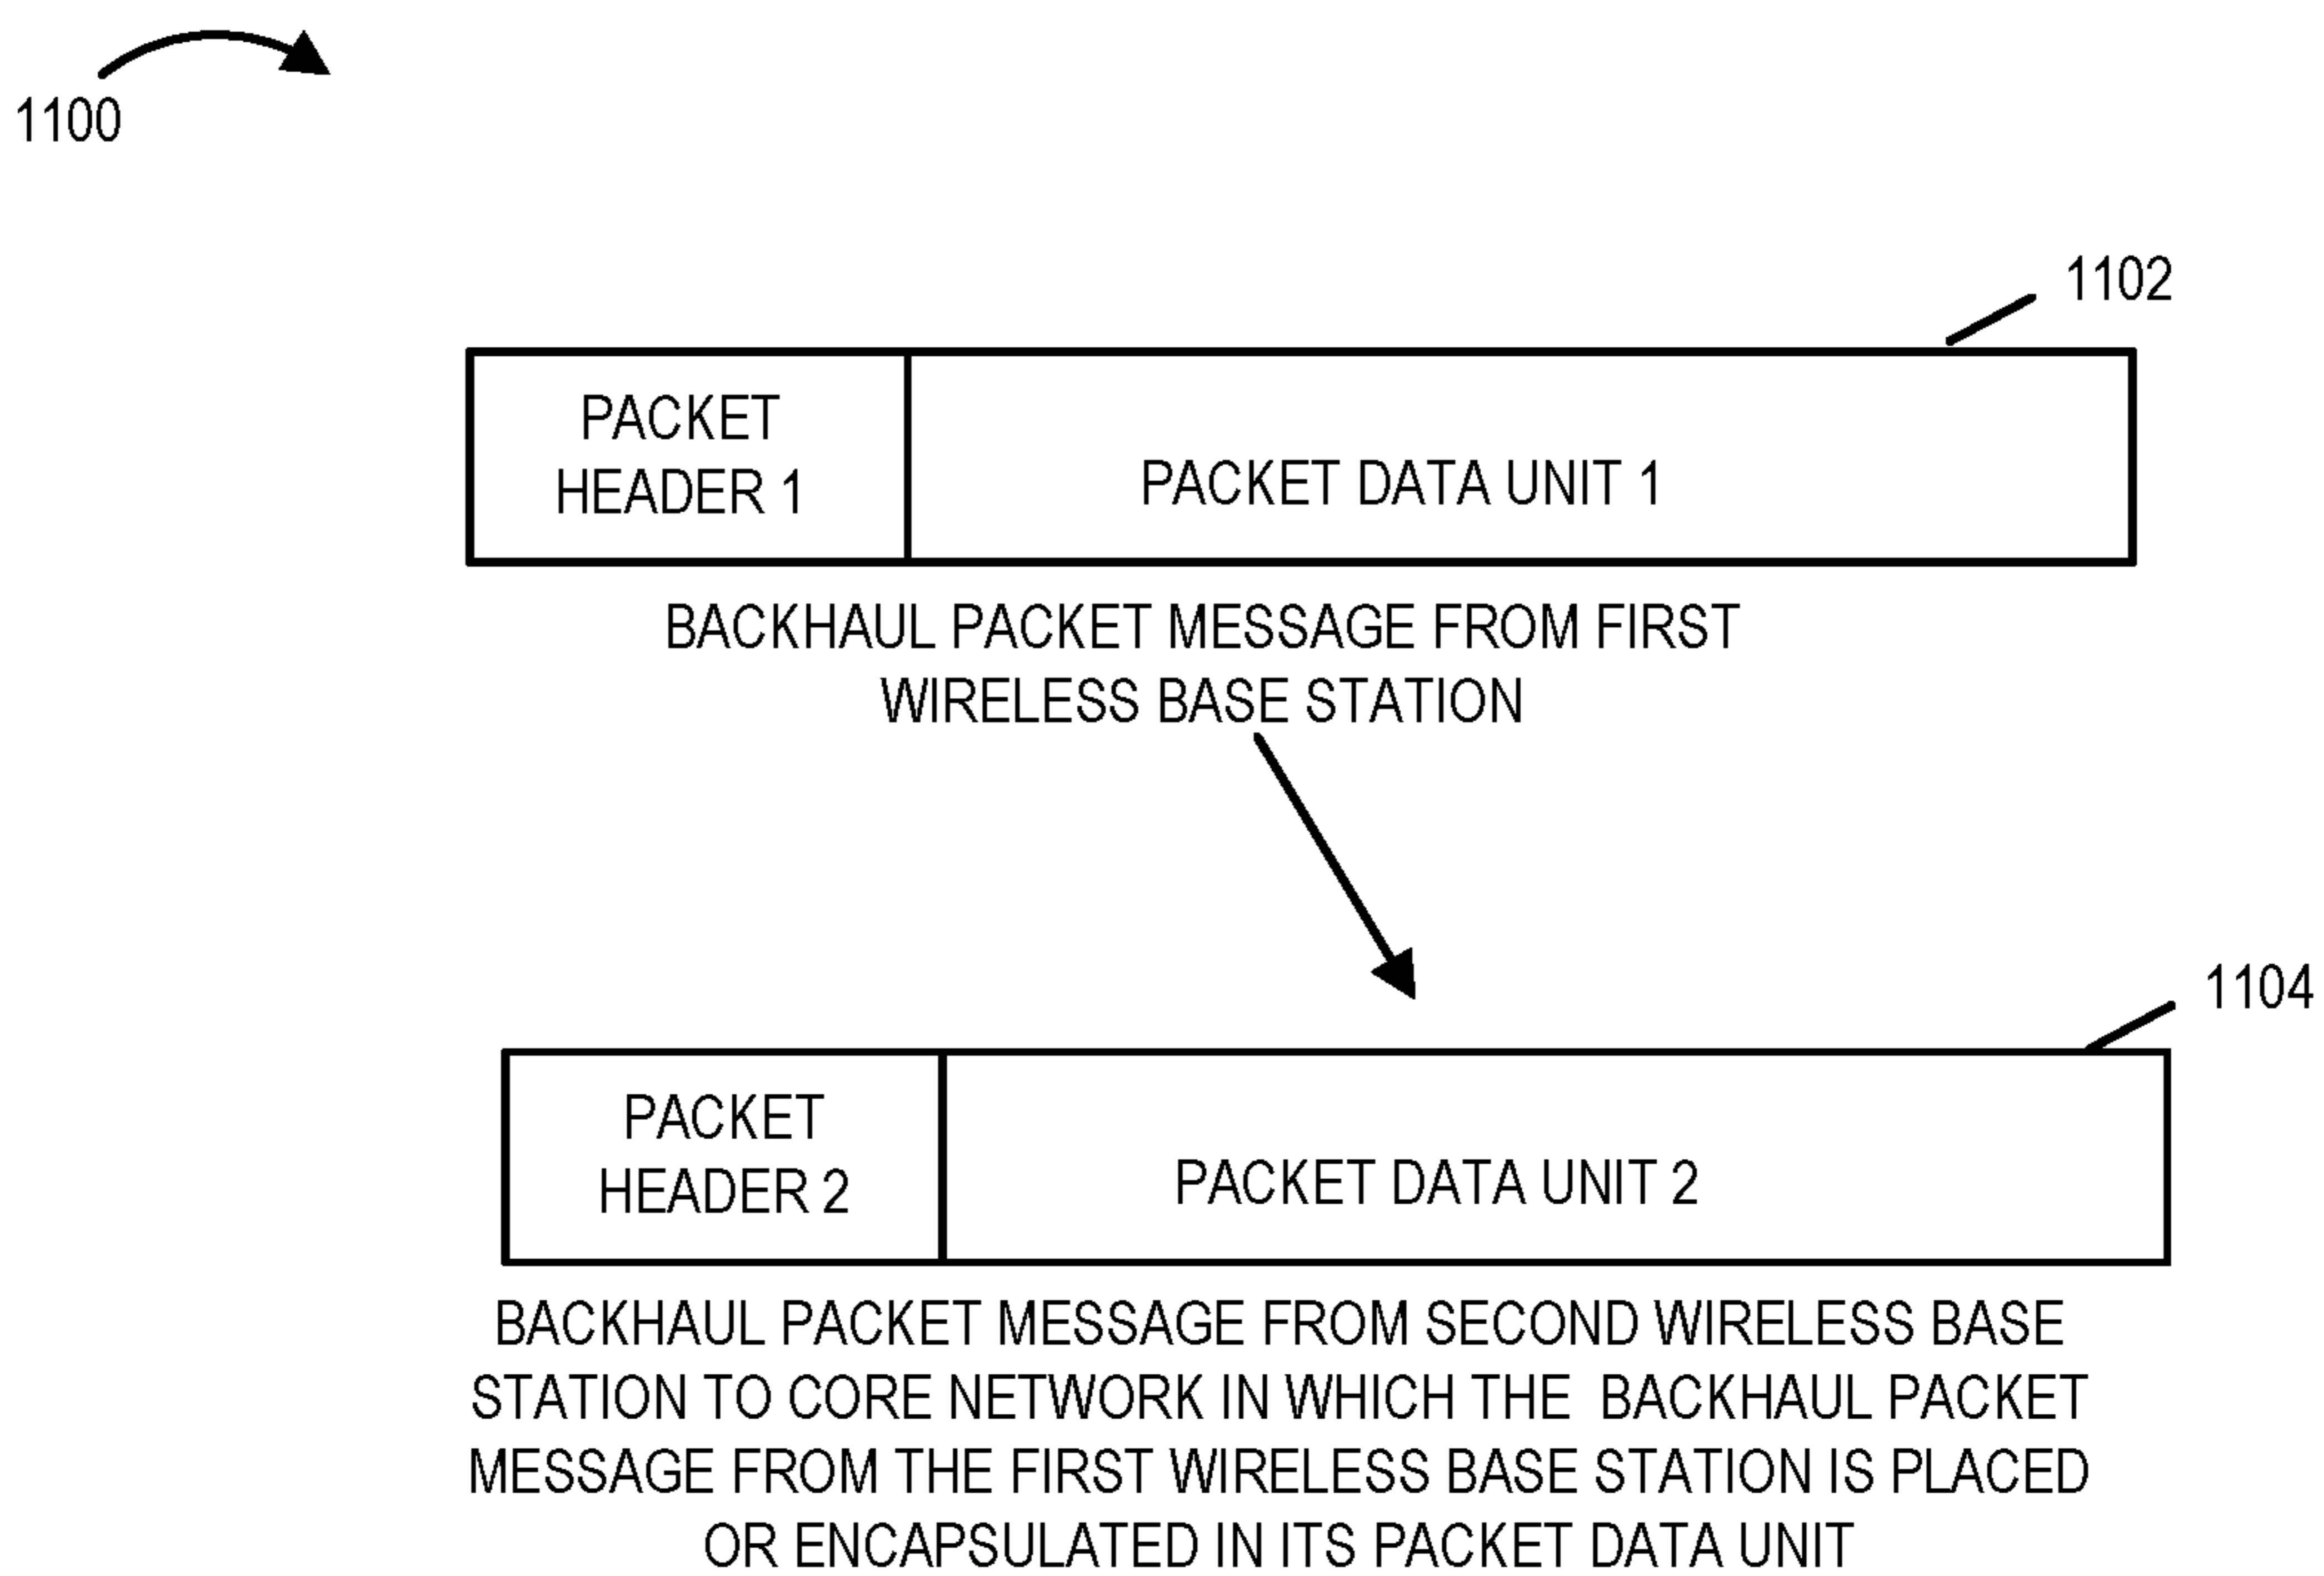 1100
1102
PACKET
HEADER 1
PACKET DATA UNIT 1
BACKHAUL PACKET MESSAGE FROM FIRST
WIRELESS BASE STATION
1104
PACKET
HEADER 2
PACKET DATA UNIT 2
BACKHAUL PACKET MESSAGE FROM SECOND WIRELESS BASE
STATION TO CORE NETWORK IN WHICH THE BACKHAUL PACKET
MESSAGE FROM THE FIRST WIRELESS BASE STATION IS PLACED
OR ENCAPSULATED IN ITS PACKET DATA UNIT